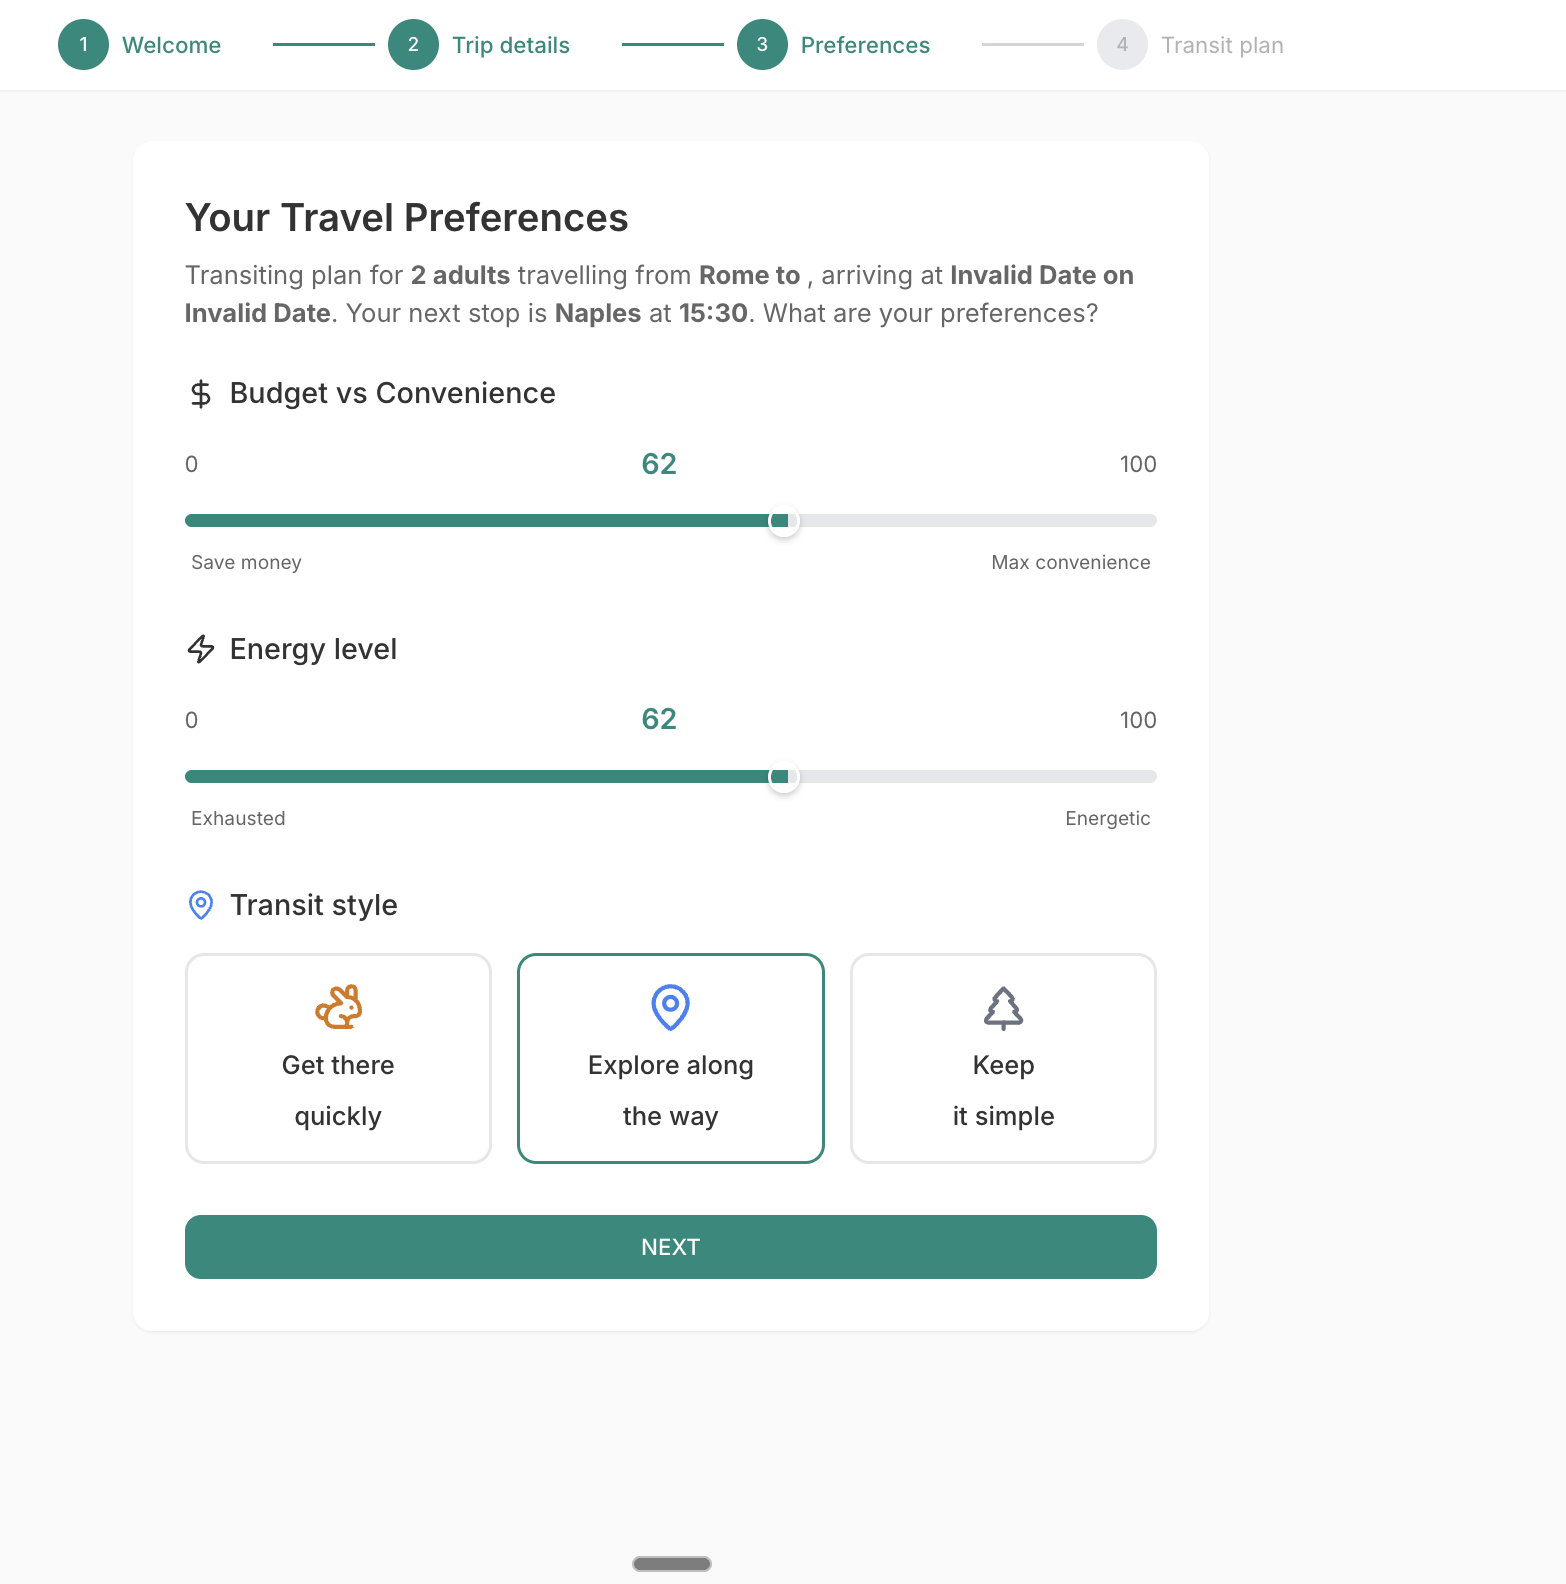 1 Welcome 2 Trip details 3 Preferences 4 Transit plan
Your Travel Preferences
Transiting plan for 2 adults travelling from Rome to , arriving at Invalid Date on
Invalid Date. Your next stop is Naples at 15:30. What are your preferences?
Budget vs Convenience
0 62 100
Save money Max convenience
Energy level
0 62 100
Exhausted Energetic
Transit style
Get there
quickly
Explore along
the way
Keep
it simple
NEXT